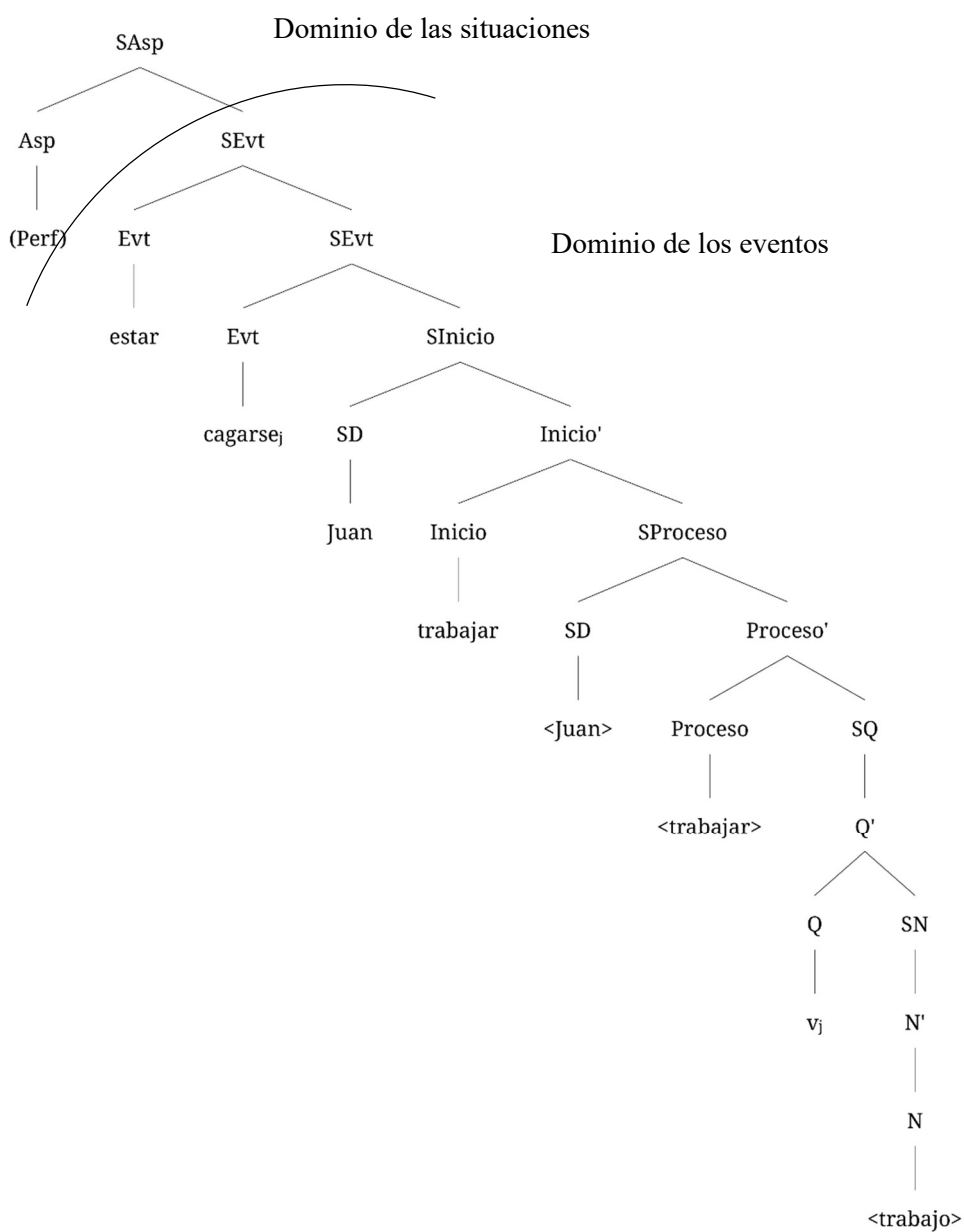 Dominio de las situaciones
SAsp
Asp SEvt
(Perf) Evt SEvt Dominio de los eventos
estar Evt SInicio
cagarsej SD Inicio'
Juan Inicio SProceso
trabajar SD Proceso'
<Juan> Proceso SQ
<trabajar> Q'
Q SN
vj N'
N
<trabajo>